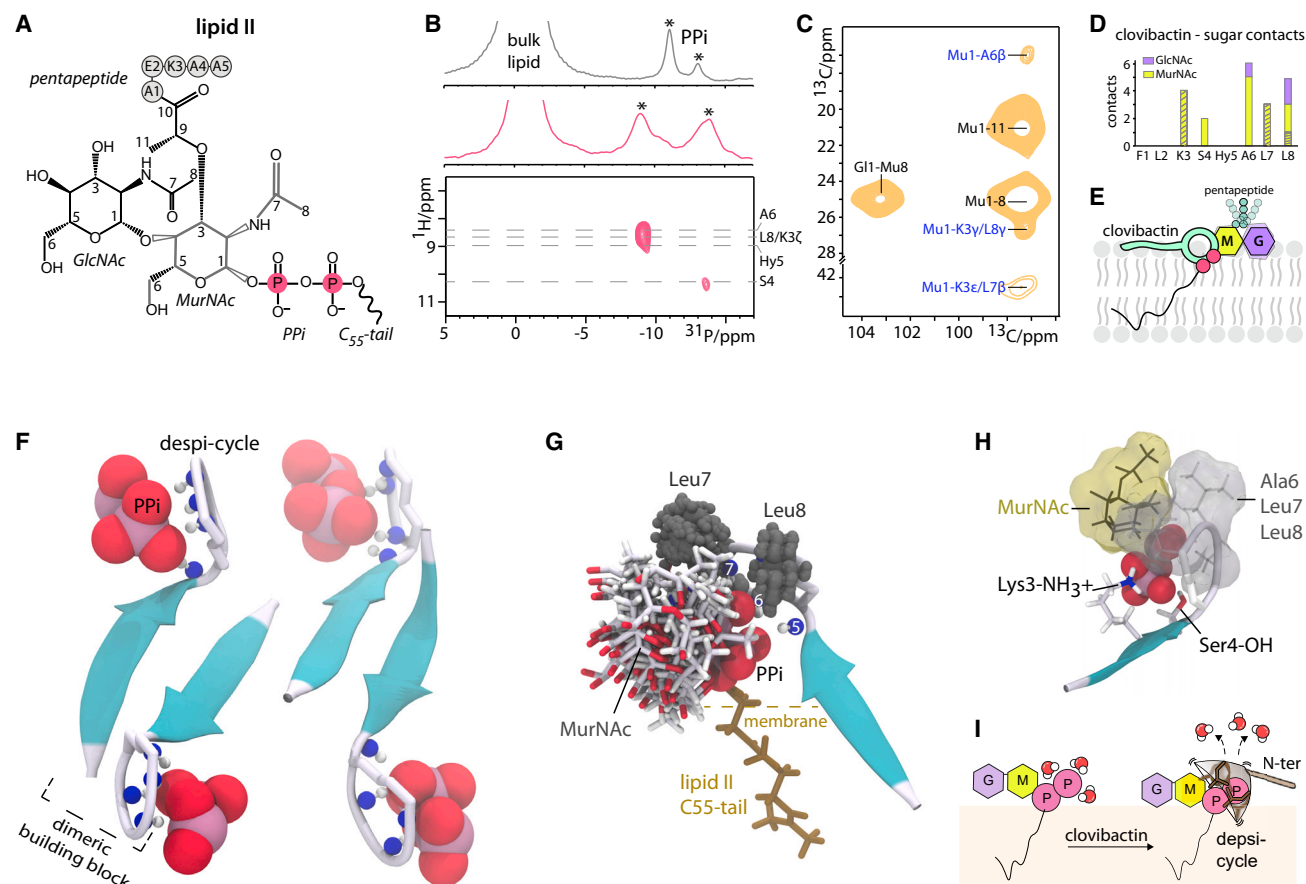 A
lipid II
pentapeptide
E2 K3 A4 A5
A1
10
O
11
9
O
OH
3
NH
8
HO
HO
7
O
5
1
O
O
6
HO
GlcNAc
O
7
8
NH
3
O
5
1
6
HO
MurNAc
O P O P O
O O
O- O-
PPi
C55-tail
B
bulk
lipid
*
PPi
*
*
*
1H/ppm
9
11
A6
L8/K3ζ
Hy5
S4
5 0 -5 -10 31P/ppm
C
13C/ppm
20
22
24
26
28
42
Mu1-A6β
Mu1-11
Gl1-Mu8
Mu1-8
Mu1-K3γ/L8γ
Mu1-K3ε/L7β
104 102 100 13C/ppm
D
clovibactin - sugar contacts
GlcNAc
MurNAc
contacts
6
4
2
0
F1 L2 K3 S4 Hy5 A6 L7 L8
E
pentapeptide
clovibactin
M G
F
despi-cycle
PPi
dimeric
building block
G
Leu7
Leu8
7
6
5
PPi
MurNAc
membrane
lipid II
C55-tail
H
MurNAc
Ala6
Leu7
Leu8
Lys3-NH3+
Ser4-OH
I
G M P P
clovibactin
G M P P
N-ter
depsi-
cycle